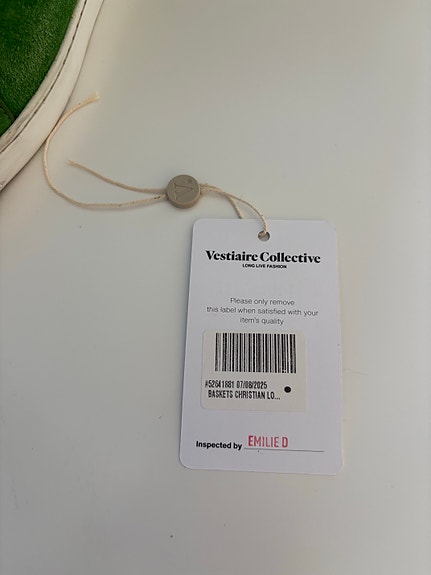 Vestiaire Collective
LONG LIVE FASHION
Please only remove
this label when satisfied with your
item's quality
#52641881 07/08/2025
BASKETS CHRISTIAN LO...
Inspected by EMILIE D